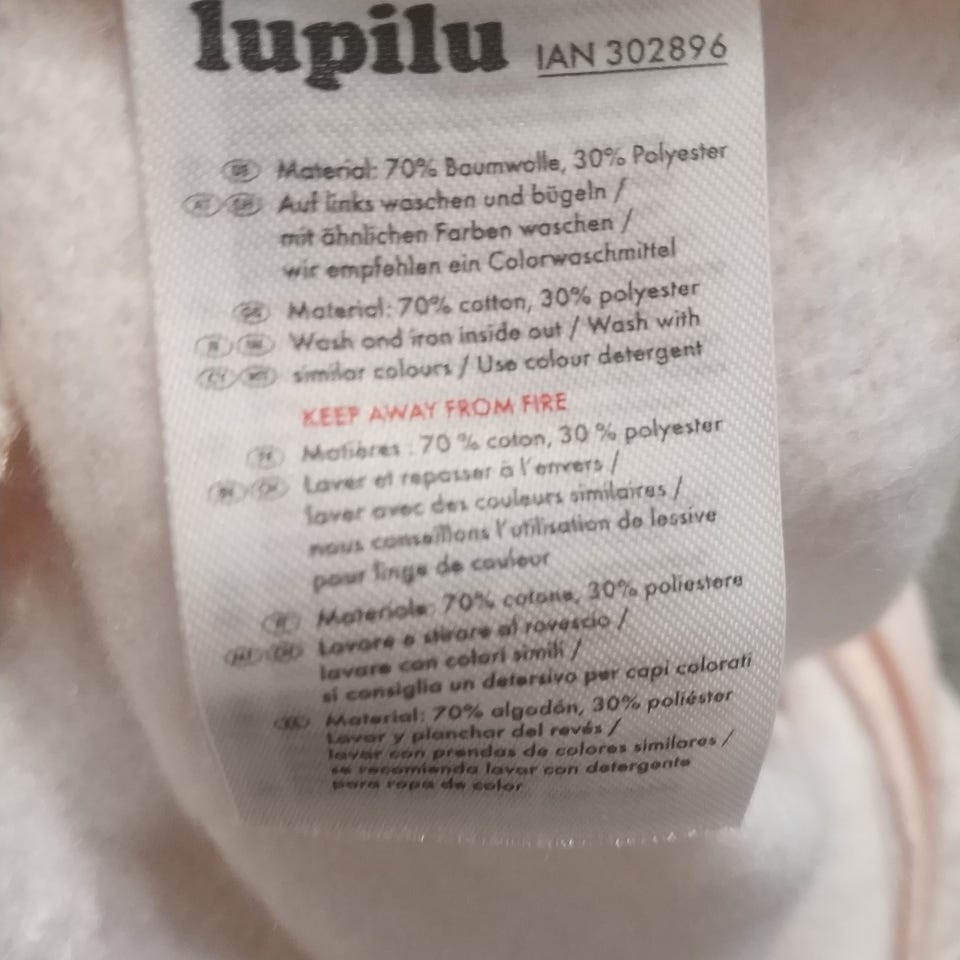 lupilu IAN 302896
DE Material: 70% Baumwolle, 30% Polyester
AT CH Auf links waschen und bügeln /
mit ähnlichen Farben waschen /
wir empfehlen ein Colorwaschmittel
Material: 70% cotton, 30% polyester
Wash and iron inside out / Wash with
similar colours / Use colour detergent
KEEP AWAY FROM FIRE
Matières : 70 % coton, 30 % polyester
Laver et repasser à l'envers /
laver avec des couleurs similaires /
nous conseillons l'utilisation de lessive
pour linge de couleur
Materiale: 70% cotone, 30% poliestere
Lavare e stirare al rovescio /
lavare con colori simili /
si consiglia un detersivo per capi colorati
Material: 70% algodón, 30% poliéster
Lavar y planchar del revés /
lavar con prendas de colores similares /
se recomienda lavar con detergente
para ropa de color